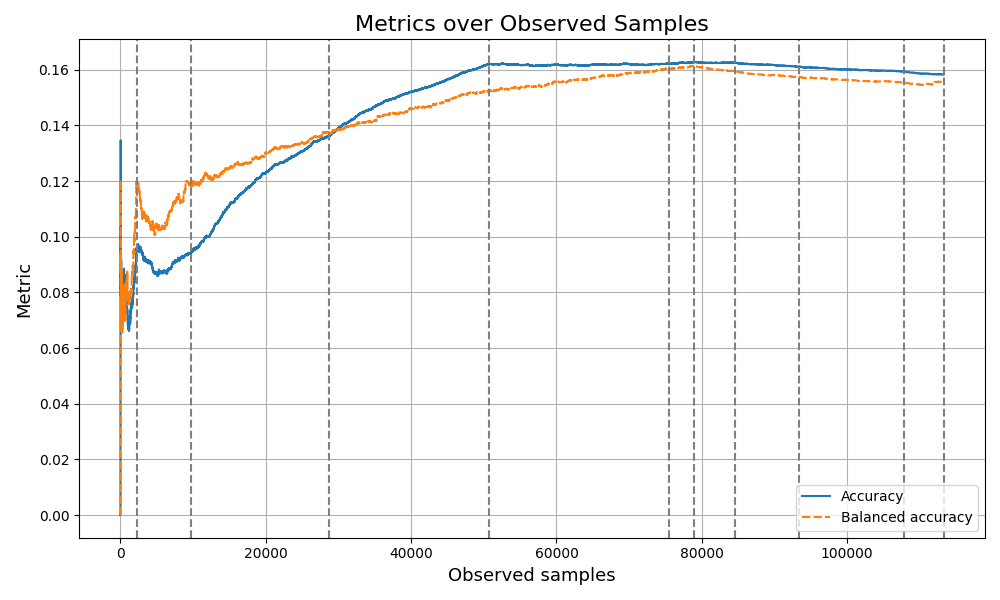 Metrics over Observed Samples
Metric
0.16
0.14
0.12
0.10
0.08
0.06
0.04
0.02
0.00
Accuracy
Balanced accuracy
0 20000 40000 60000 80000 100000
Observed samples